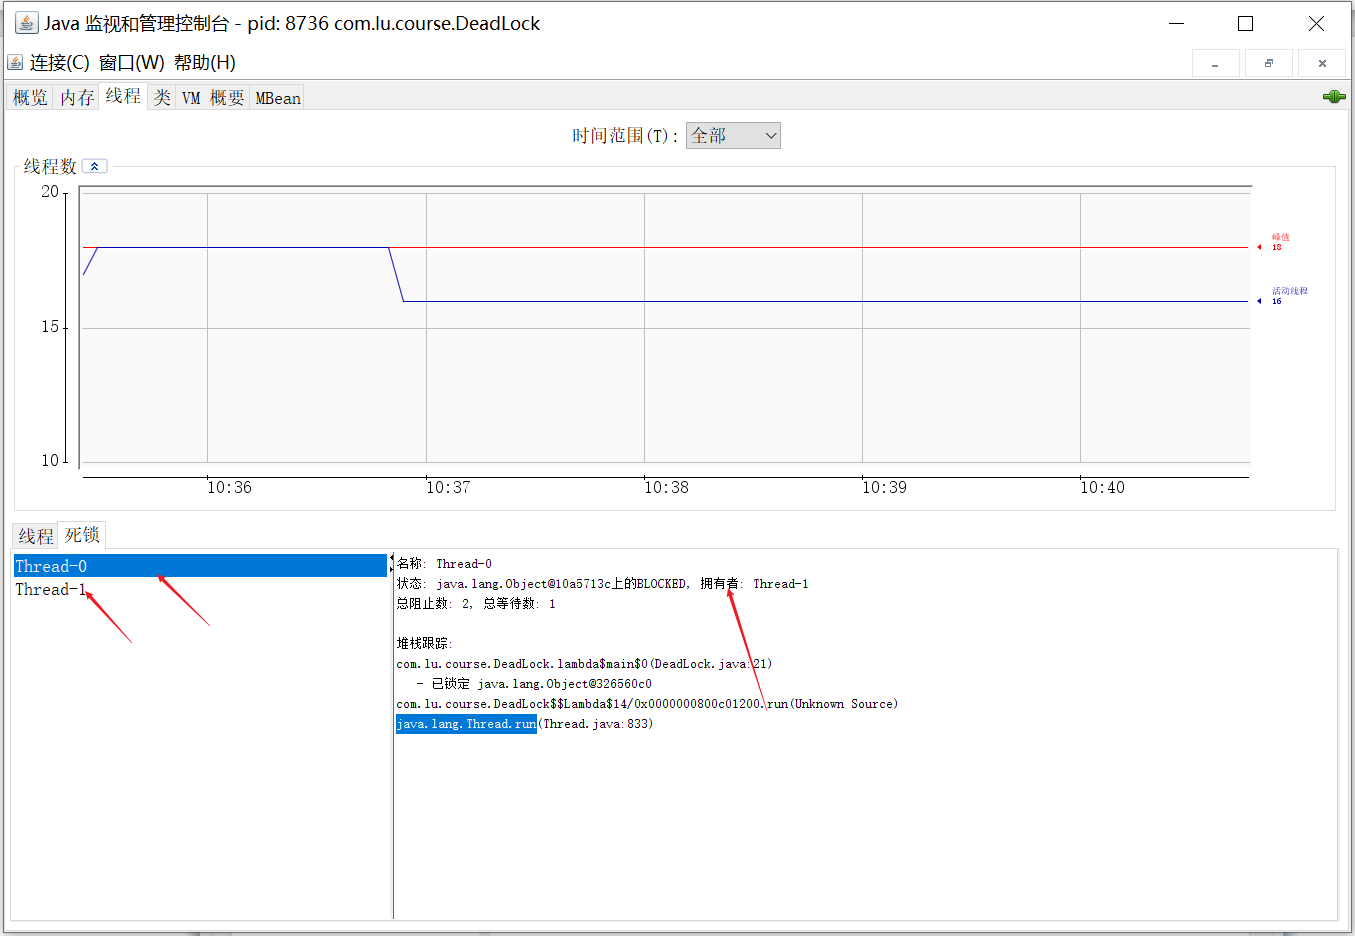 Java 监视和管理控制台 - pid: 8736 com.lu.course.DeadLock
连接(C) 窗口(W) 帮助(H)
概览 内存 线程 类 VM 概要 MBean
时间范围(T): 全部
线程数
20
15
10
峰值
18
活动线程
16
10:36 10:37 10:38 10:39 10:40
线程 死锁
Thread-0
Thread-1
名称: Thread-0
状态: java.lang.Object@10a5713c上的BLOCKED, 拥有者: Thread-1
总阻止数: 2, 总等待数: 1
堆栈跟踪:
com.lu.course.DeadLock.lambda$main$0(DeadLock.java:21)
- 已锁定 java.lang.Object@326560c0
com.lu.course.DeadLock$$Lambda$14/0x0000000800c01200.run(Unknown Source)
java.lang.Thread.run(Thread.java:833)